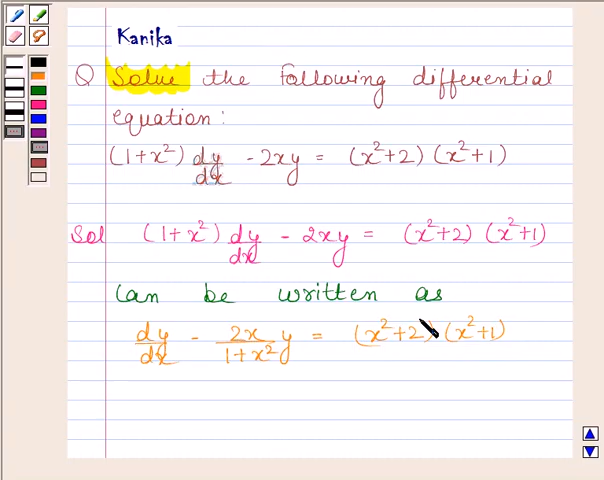 Kanika
Q Solve the following differential
equation:
(1+x²) dy/dx - 2xy = (x²+2) (x²+1)
Sol (1+x²) dy/dx - 2xy = (x²+2) (x²+1)
can be written as
dy/dx - 2x/1+x² y = (x²+2) (x²+1)